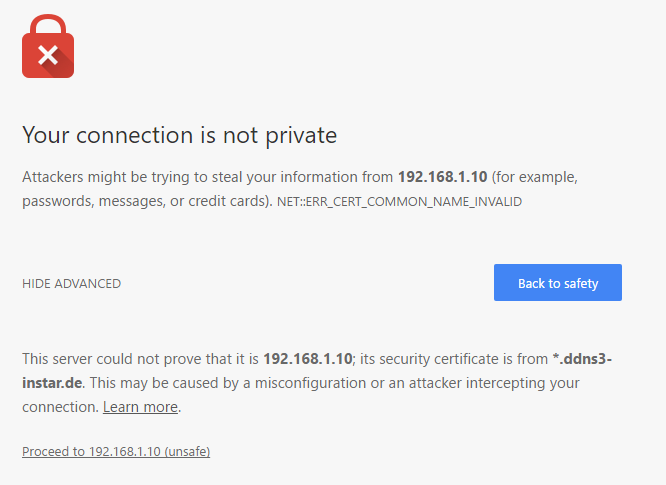 Your connection is not private
Attackers might be trying to steal your information from 192.168.1.10 (for example,
passwords, messages, or credit cards). NET::ERR_CERT_COMMON_NAME_INVALID
HIDE ADVANCED
Back to safety
This server could not prove that it is 192.168.1.10; its security certificate is from *.ddns3-
instar.de. This may be caused by a misconfiguration or an attacker intercepting your
connection. Learn more.
Proceed to 192.168.1.10 (unsafe)